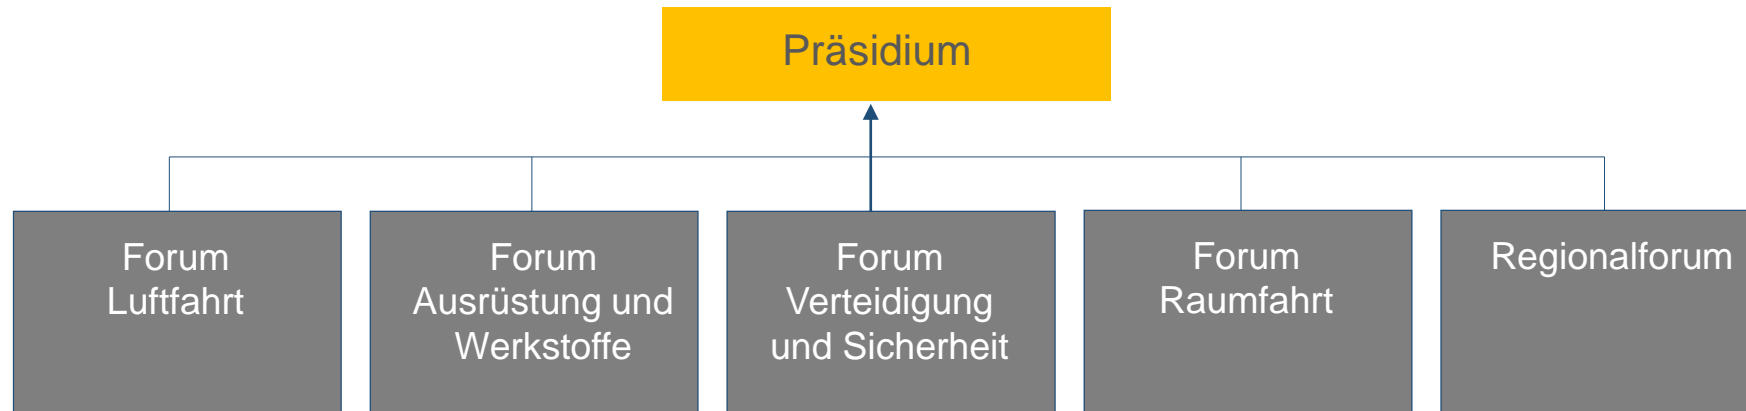 Präsidium
Forum
Luftfahrt
Forum
Ausrüstung und
Werkstoffe
Forum
Verteidigung
und Sicherheit
Forum
Raumfahrt
Regionalforum